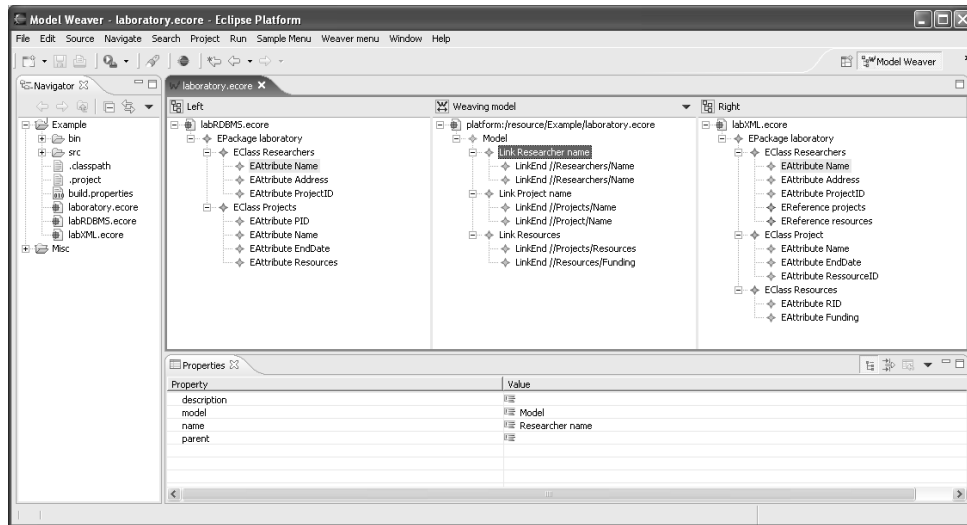 Model Weaver - laboratory.ecore - Eclipse Platform
File Edit Source Navigate Search Project Run Sample Menu Weaver menu Window Help
Model Weaver
Navigator
laboratory.ecore
Example
bin
src
.classpath
.project
build.properties
laboratory.ecore
labRDBMS.ecore
labXML.ecore
Misc
Left
labRDBMS.ecore
EPackage laboratory
EClass Researchers
EAttribute Name
EAttribute Address
EAttribute ProjectID
EClass Projects
EAttribute PID
EAttribute Name
EAttribute EndDate
EAttribute Resources
Weaving model
platform:/resource/Example/laboratory.ecore
Model
Link Researcher name
LinkEnd //Researchers/Name
LinkEnd //Researchers/Name
Link Project name
LinkEnd //Projects/Name
LinkEnd //Project/Name
Link Resources
LinkEnd //Projects/Resources
LinkEnd //Resources/Funding
Right
labXML.ecore
EPackage laboratory
EClass Researchers
EAttribute Name
EAttribute Address
EAttribute ProjectID
EReference projects
EReference resources
EClass Project
EAttribute Name
EAttribute EndDate
EAttribute RessourceID
EClass Resources
EAttribute RID
EAttribute Funding
Properties
Property Value
description
model Model
name Researcher name
parent